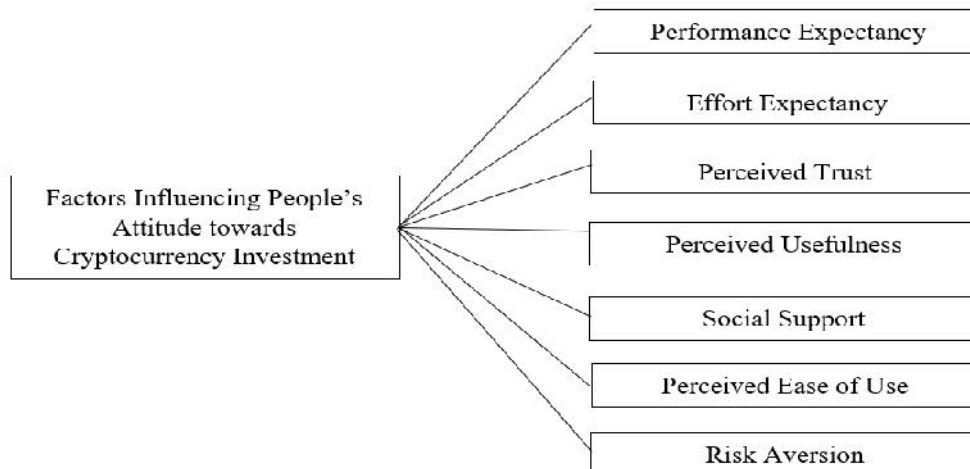 Performance Expectancy
Effort Expectancy
Perceived Trust
Factors Influencing People's
Attitude towards
Cryptocurrency Investment
Perceived Usefulness
Social Support
Perceived Ease of Use
Risk Aversion